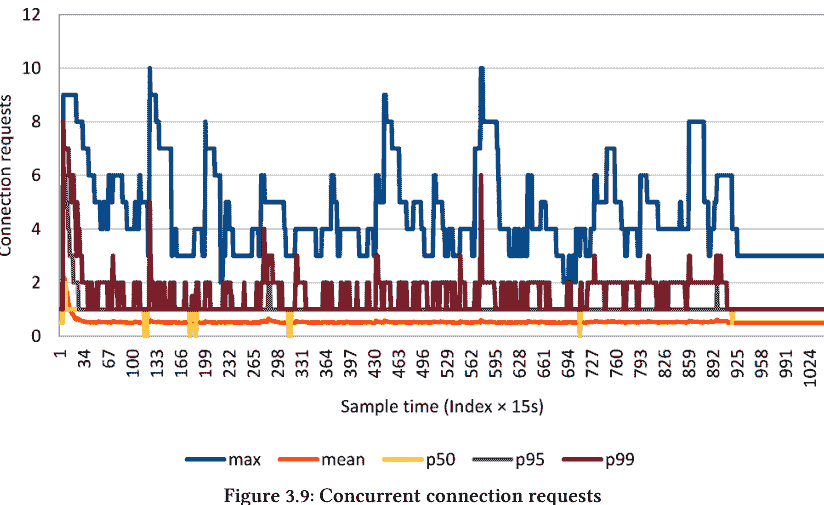 12
10
8
6
4
2
0
Connection requests
1 34 67 100 133 166 199 232 265 298 331 364 397 430 463 496 529 562 595 628 661 694 727 760 793 826 859 892 925 958 991 1024
Sample time (Index × 15s)
max mean p50 p95 p99
Figure 3.9: Concurrent connection requests